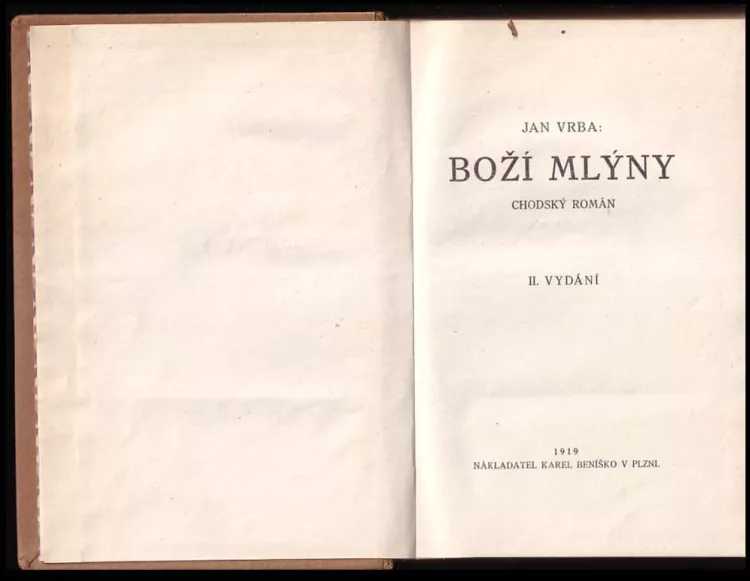 JAN VRBA:
BOŽÍ MLÝNY
CHODSKÝ ROMÁN
II. VYDÁNÍ
1919
NÁKLADATEL KAREL BENÍŠKO V PLZNI.